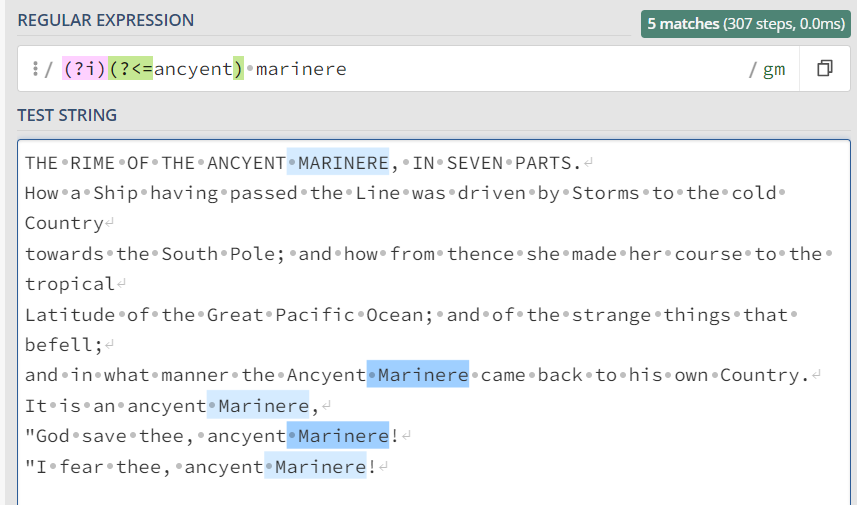 REGULAR EXPRESSION
5 matches (307 steps, 0.0ms)
/ (?i)(?<=ancyent) marinere / gm
TEST STRING
THE RIME OF THE ANCYENT MARINERE, IN SEVEN PARTS.
How a Ship having passed the Line was driven by Storms to the cold
Country
towards the South Pole; and how from thence she made her course to the
tropical
Latitude of the Great Pacific Ocean; and of the strange things that
befell;
and in what manner the Ancyent Marinere came back to his own Country.
It is an ancyent Marinere,
"God save thee, ancyent Marinere!
"I fear thee, ancyent Marinere!